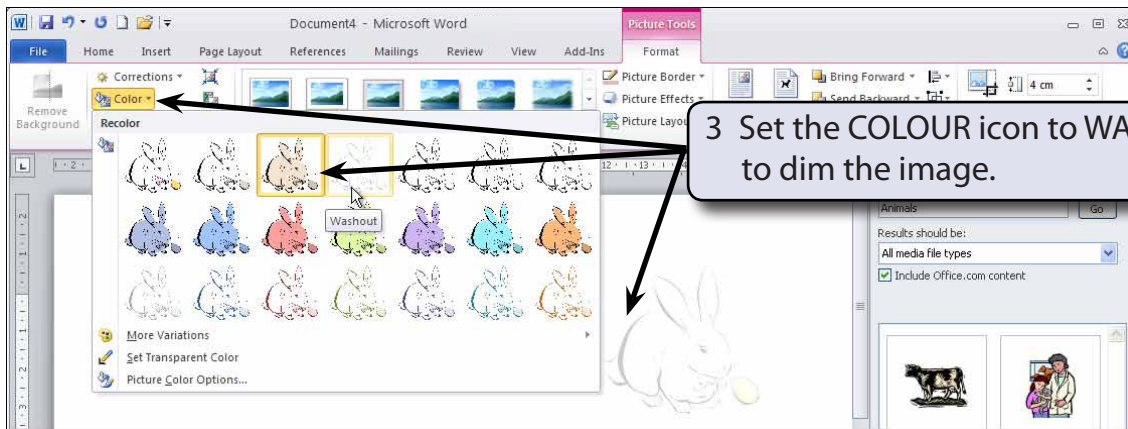 Document4 - Microsoft Word
Picture Tools
File Home Insert Page Layout References Mailings Review View Add-Ins Format
Corrections
Color
Remove
Background
Picture Border
Picture Effects
Picture Layou
Bring Forward
Send Backward
4 cm
3 Set the COLOUR icon to WA
to dim the image.
Recolor
Washout
More Variations
Set Transparent Color
Picture Color Options...
Animals
Go
Results should be:
All media file types
Include Office.com content